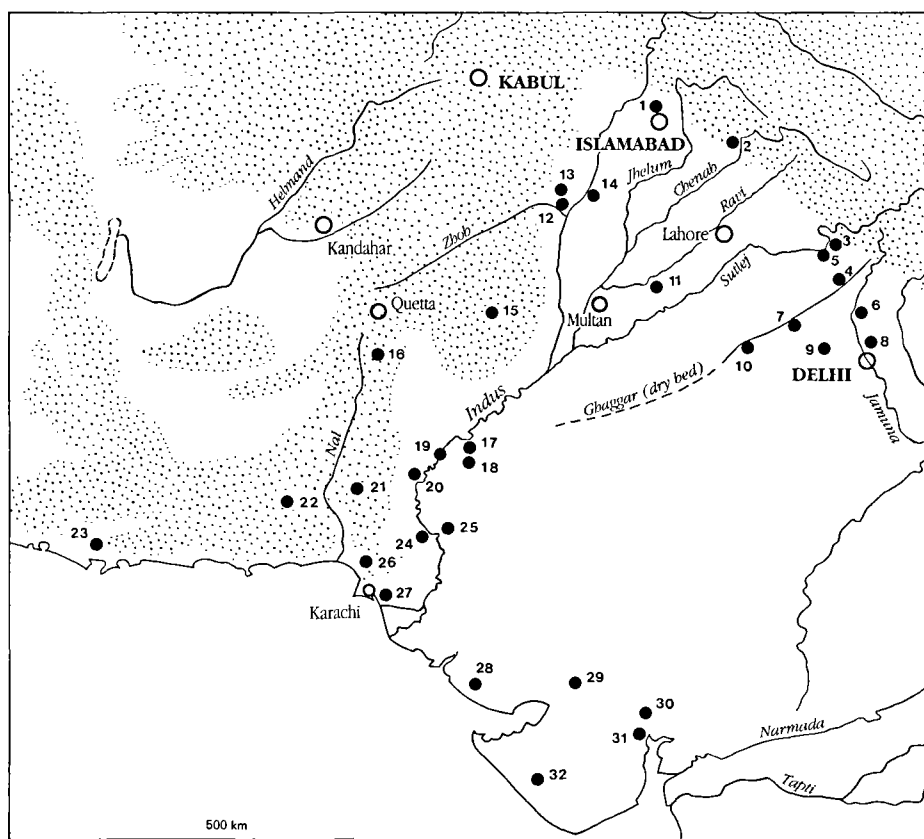 KABUL
1
ISLAMABAD
2
Helmand
Jhelum
Chenab
13
14
12
Ravi
Kandahar
Zhob
Lahore
3
5
Sutlej
4
11
Quetta
15
Multan
6
7
16
8
10
9
DELHI
Ghaggar (dry bed)
Indus
Jamuna
Nal
19
17
18
20
21
22
25
23
24
26
27
Karachi
28
29
30
31
Narmada
32
Tapti
500 km